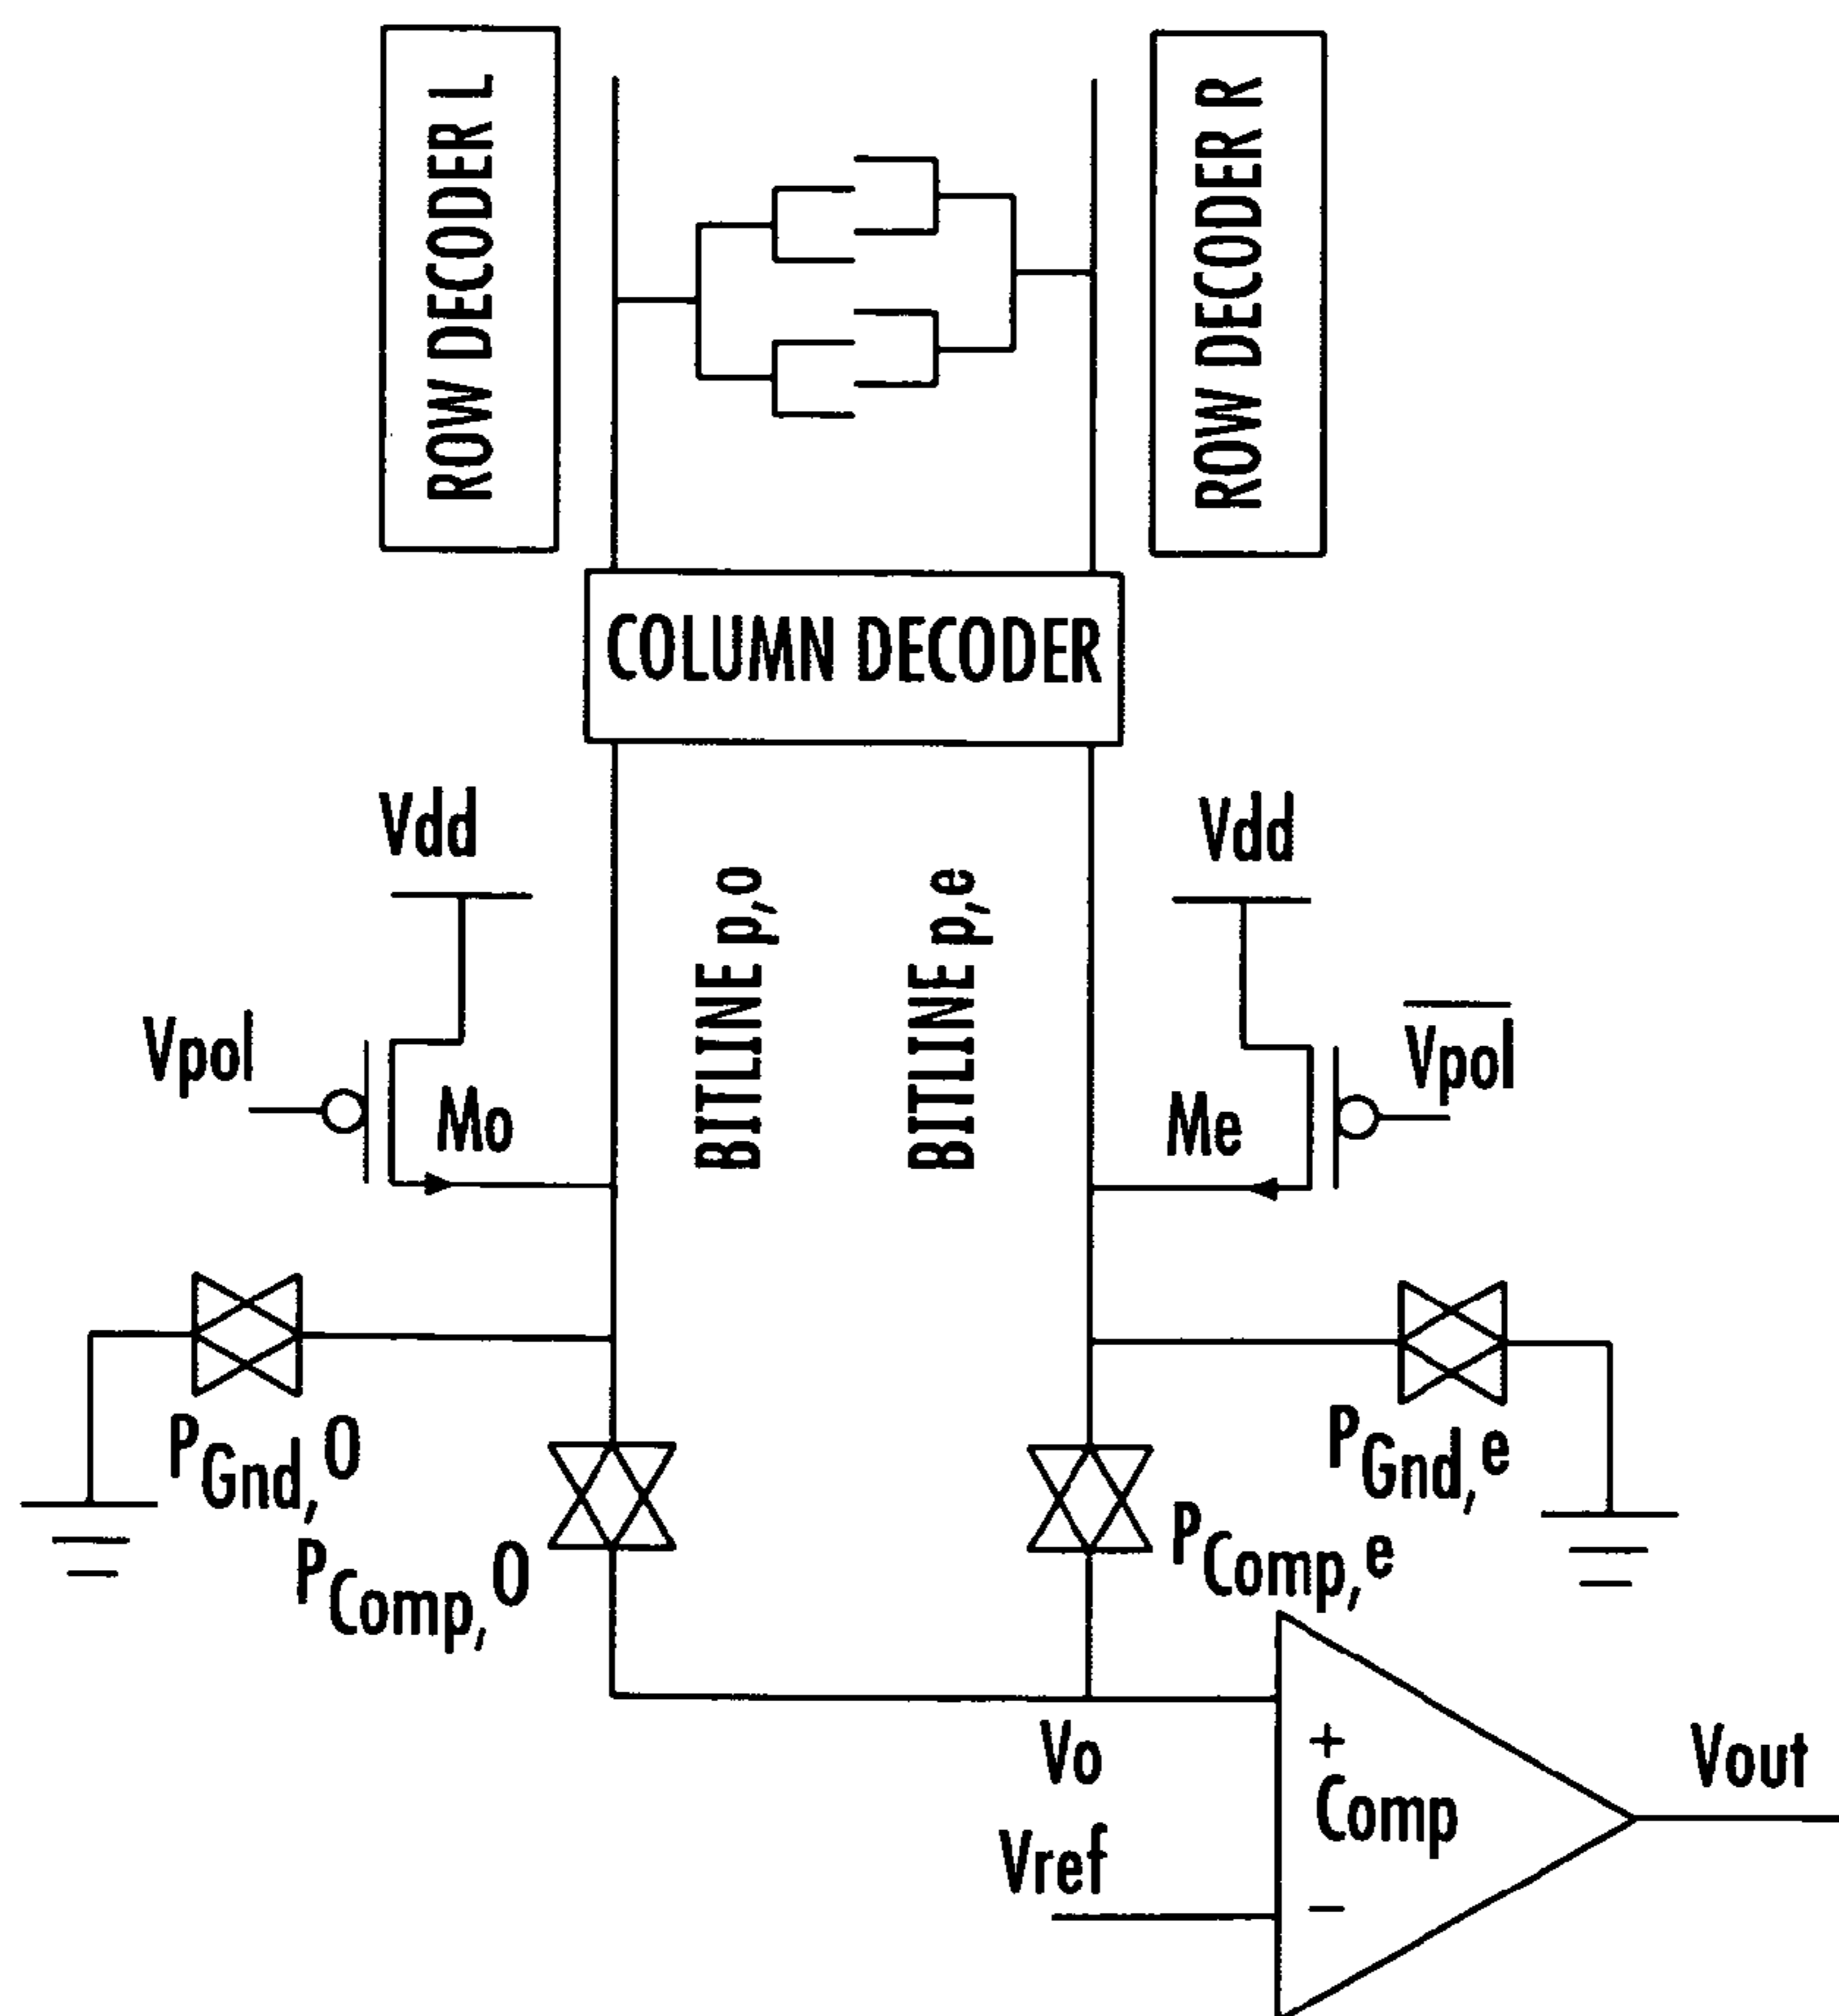 ROW DECODER L
ROW DECODER R
COLUMN DECODER
Vdd
Vdd
BITLINE p,o
BITLINE p,e
Vpol
V̅p̅o̅l̅
Mo
Me
PGnd,O
PGnd,e
PComp,O
PComp,e
Vo
+
Comp
Vout
Vref
−